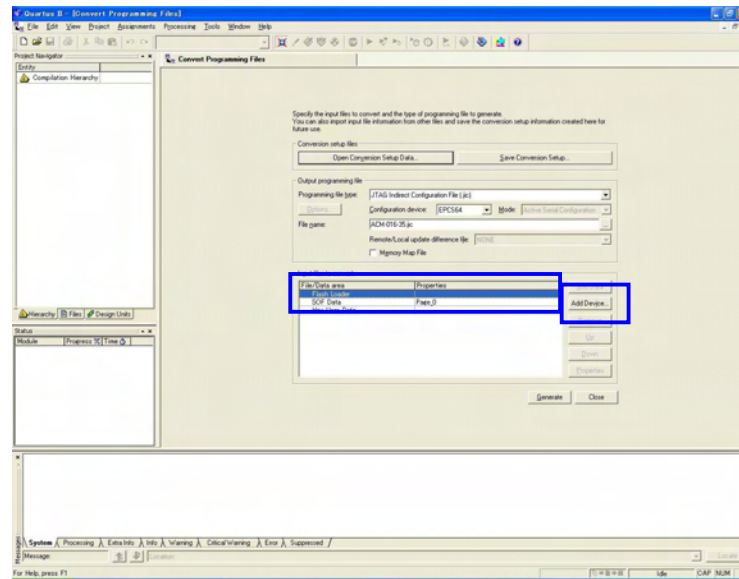 Quartus II - [Convert Programming Files]
File Edit View Project Assignments Processing Tools Window Help
Project Navigator
Entity
Compilation Hierarchy
Convert Programming Files
Specify the input files to convert and the type of programming file to generate.
You can also import input file information from other files and save the conversion setup information created here for
future use.
Conversion setup files
Open Conversion Setup Data...
Save Conversion Setup...
Output programming file
Programming file type:
JTAG Indirect Configuration File (.jic)
Options...
Configuration device:
EPCS64
Mode:
Active Serial Configuration
File name:
ACM-016-35.jic
...
Remote/Local update difference file:
NONE
Memory Map File
File/Data area
Properties
Flash Loader
SOF Data
Page_0
Add Device...
Up
Down
Properties
Generate
Close
Hierarchy
Files
Design Units
Status
Module
Progress %
Time
System
Processing
Extra Info
Info
Warning
Critical Warning
Error
Suppressed
Messages
Message:
Location:
Locate
For Help, press F1
Idle
CAP
NUM